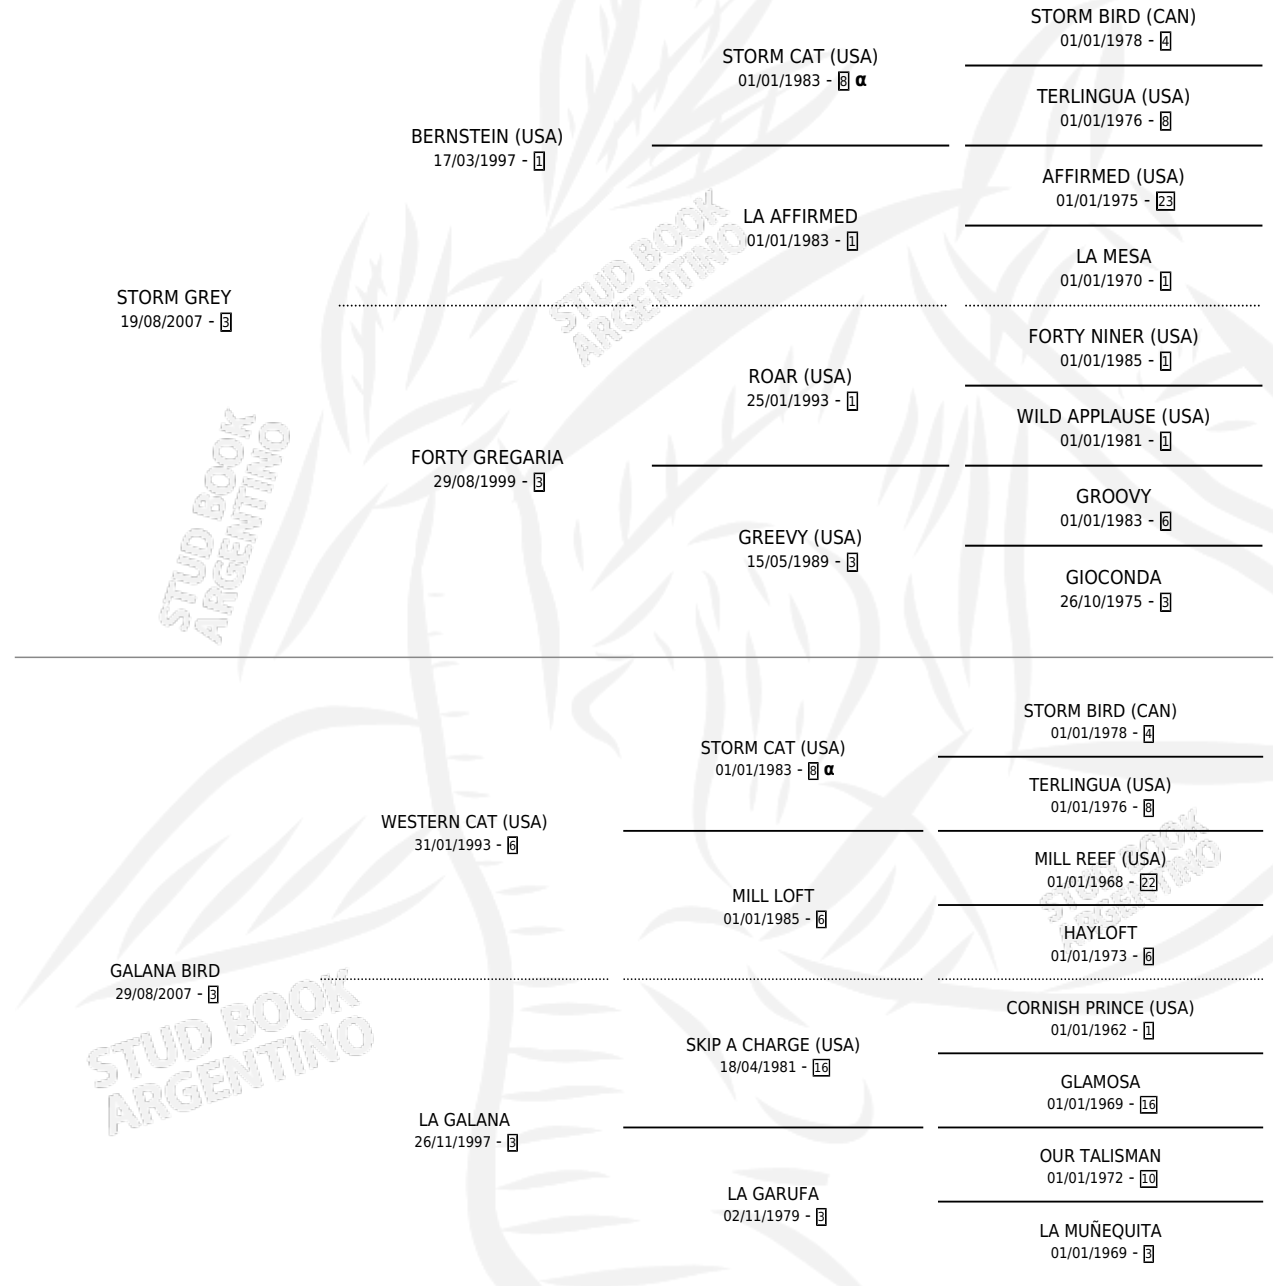 STORM BIRD (CAN)
01/01/1978 - 4
STORM CAT (USA)
01/01/1983 - 8 α
TERLINGUA (USA)
01/01/1976 - 8
BERNSTEIN (USA)
17/03/1997 - 1
AFFIRMED (USA)
01/01/1975 - 23
LA AFFIRMED
01/01/1983 - 1
LA MESA
01/01/1970 - 1
STORM GREY
19/08/2007 - 3
FORTY NINER (USA)
01/01/1985 - 1
ROAR (USA)
25/01/1993 - 1
WILD APPLAUSE (USA)
01/01/1981 - 1
FORTY GREGARIA
29/08/1999 - 3
GROOVY
01/01/1983 - 6
GREEVY (USA)
15/05/1989 - 3
GIOCONDA
26/10/1975 - 3
STUD BOOK
ARGENTINO
STUD BOOK
ARGENTINO
STORM BIRD (CAN)
01/01/1978 - 4
STORM CAT (USA)
01/01/1983 - 8 α
TERLINGUA (USA)
01/01/1976 - 8
WESTERN CAT (USA)
31/01/1993 - 6
MILL REEF (USA)
01/01/1968 - 22
MILL LOFT
01/01/1985 - 6
HAYLOFT
01/01/1973 - 6
GALANA BIRD
29/08/2007 - 3
CORNISH PRINCE (USA)
01/01/1962 - 1
SKIP A CHARGE (USA)
18/04/1981 - 16
GLAMOSA
01/01/1969 - 16
LA GALANA
26/11/1997 - 3
OUR TALISMAN
01/01/1972 - 10
LA GARUFA
02/11/1979 - 3
LA MUÑEQUITA
01/01/1969 - 3
STUD BOOK
ARGENTINO
STUD BOOK
ARGENTINO